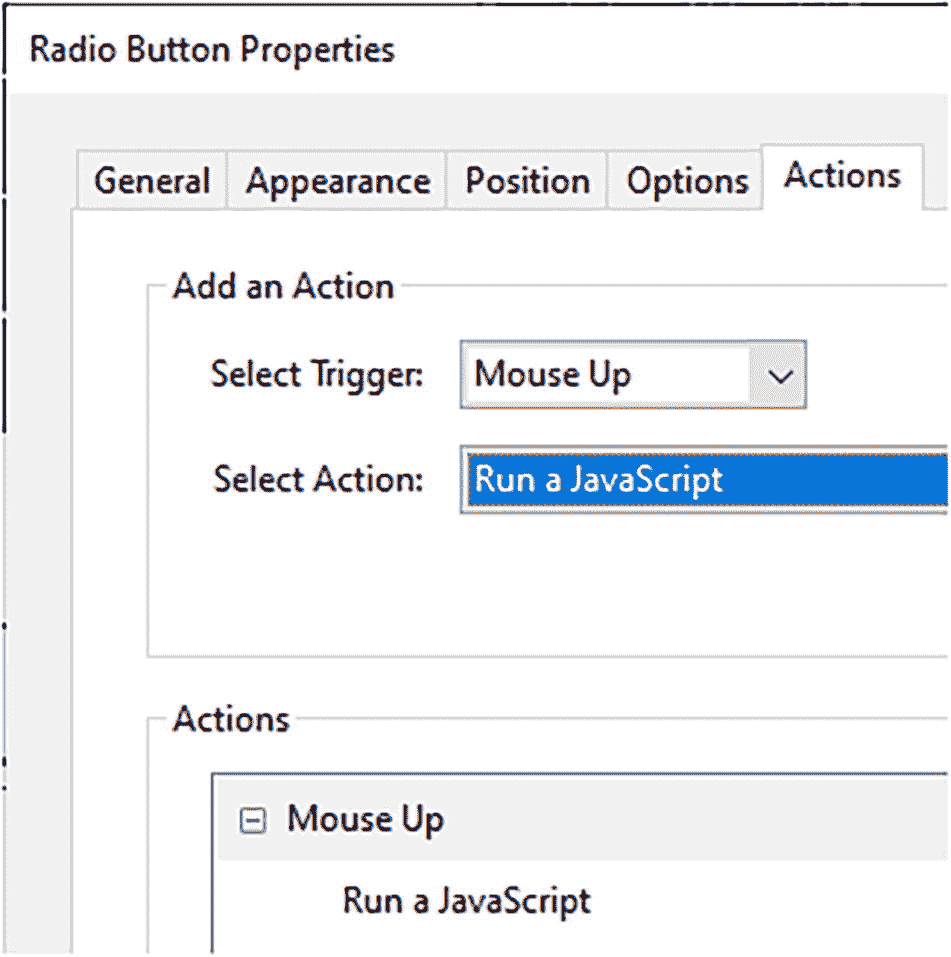 Radio Button Properties
General Appearance Position Options Actions
Add an Action
Select Trigger: Mouse Up
Select Action: Run a JavaScript
Actions
Mouse Up
Run a JavaScript